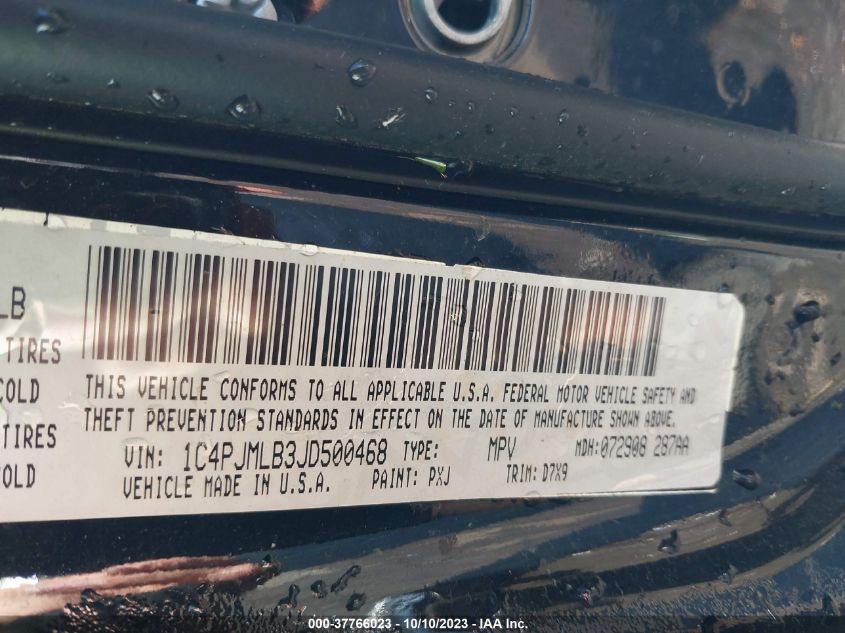 LB
TIRES
COLD
TIRES
COLD
THIS VEHICLE CONFORMS TO ALL APPLICABLE U.S.A. FEDERAL MOTOR VEHICLE SAFETY AND
THEFT PREVENTION STANDARDS IN EFFECT ON THE DATE OF MANUFACTURE SHOWN ABOVE.
VIN: 1C4PJMLB3JD500468 TYPE: MPV MDH:072908 287AA
VEHICLE MADE IN U.S.A. PAINT: PXJ TRIM: D7X9
000-37766023 - 10/10/2023 - IAA Inc.